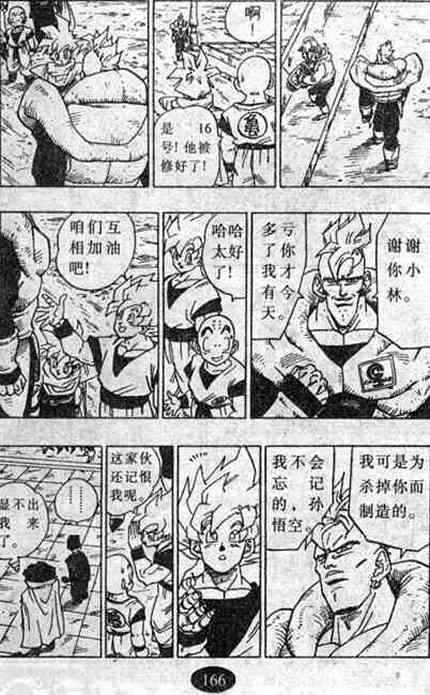 啊!
是 16
号!他被
修好了!
谢谢
你小
林。
多亏
了你
我才
有今
天。
哈哈
太好
了!
咱们互
相加油
吧!
我可是为
杀掉你而
制造的。
我不会
忘记
的,孙
悟空。
这家伙
还记恨
我呢。
……
显不出
我来
了。
166